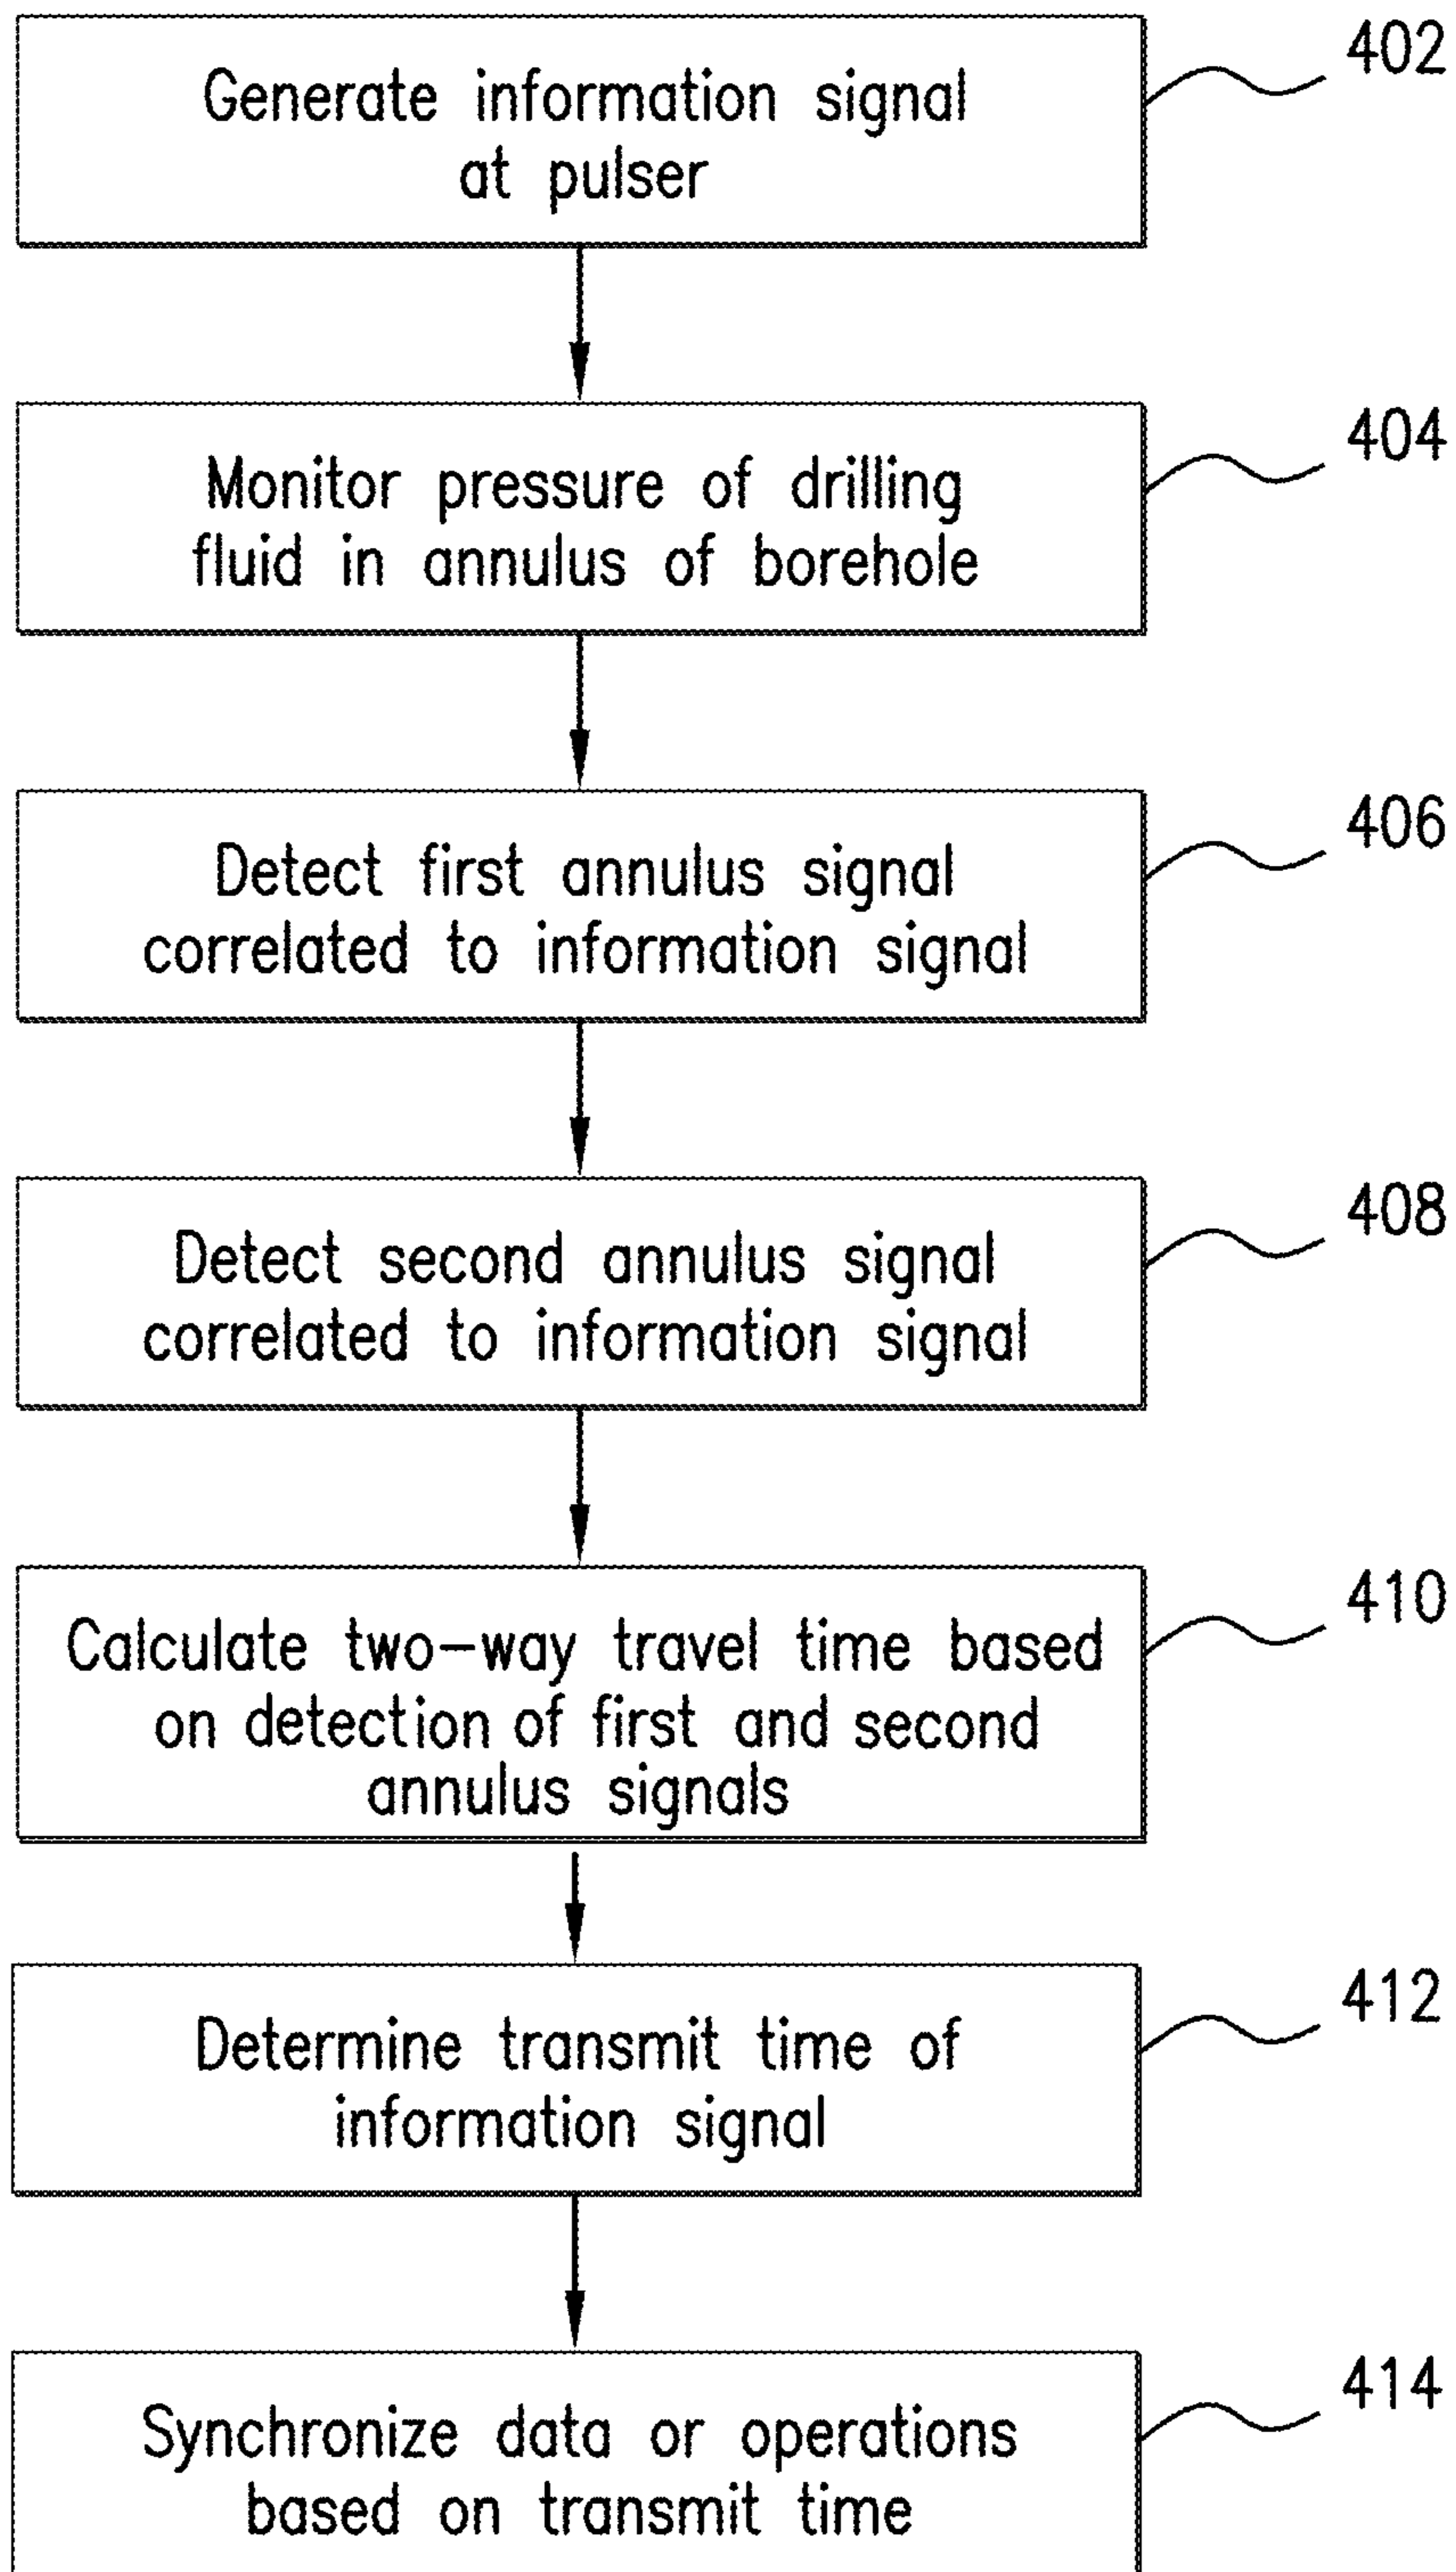 402
Generate information signal
at pulser
404
Monitor pressure of drilling
fluid in annulus of borehole
406
Detect first annulus signal
correlated to information signal
408
Detect second annulus signal
correlated to information signal
410
Calculate two-way travel time based
on detection of first and second
annulus signals
412
Determine transmit time of
information signal
414
Synchronize data or operations
based on transmit time